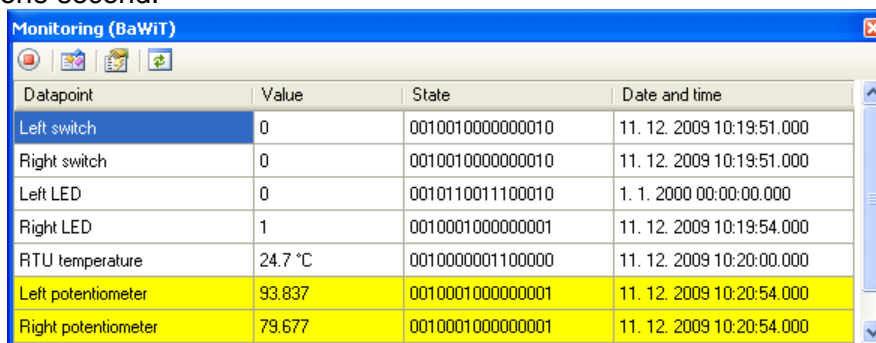 one second.
Monitoring (BaWiT)
Datapoint Value State Date and time
Left switch 0 0010010000000010 11. 12. 2009 10:19:51.000
Right switch 0 0010010000000010 11. 12. 2009 10:19:51.000
Left LED 0 0010110011100010 1. 1. 2000 00:00:00.000
Right LED 1 0010001000000001 11. 12. 2009 10:19:54.000
RTU temperature 24.7 °C 0010000001100000 11. 12. 2009 10:20:00.000
Left potentiometer 93.837 0010001000000001 11. 12. 2009 10:20:54.000
Right potentiometer 79.677 0010001000000001 11. 12. 2009 10:20:54.000